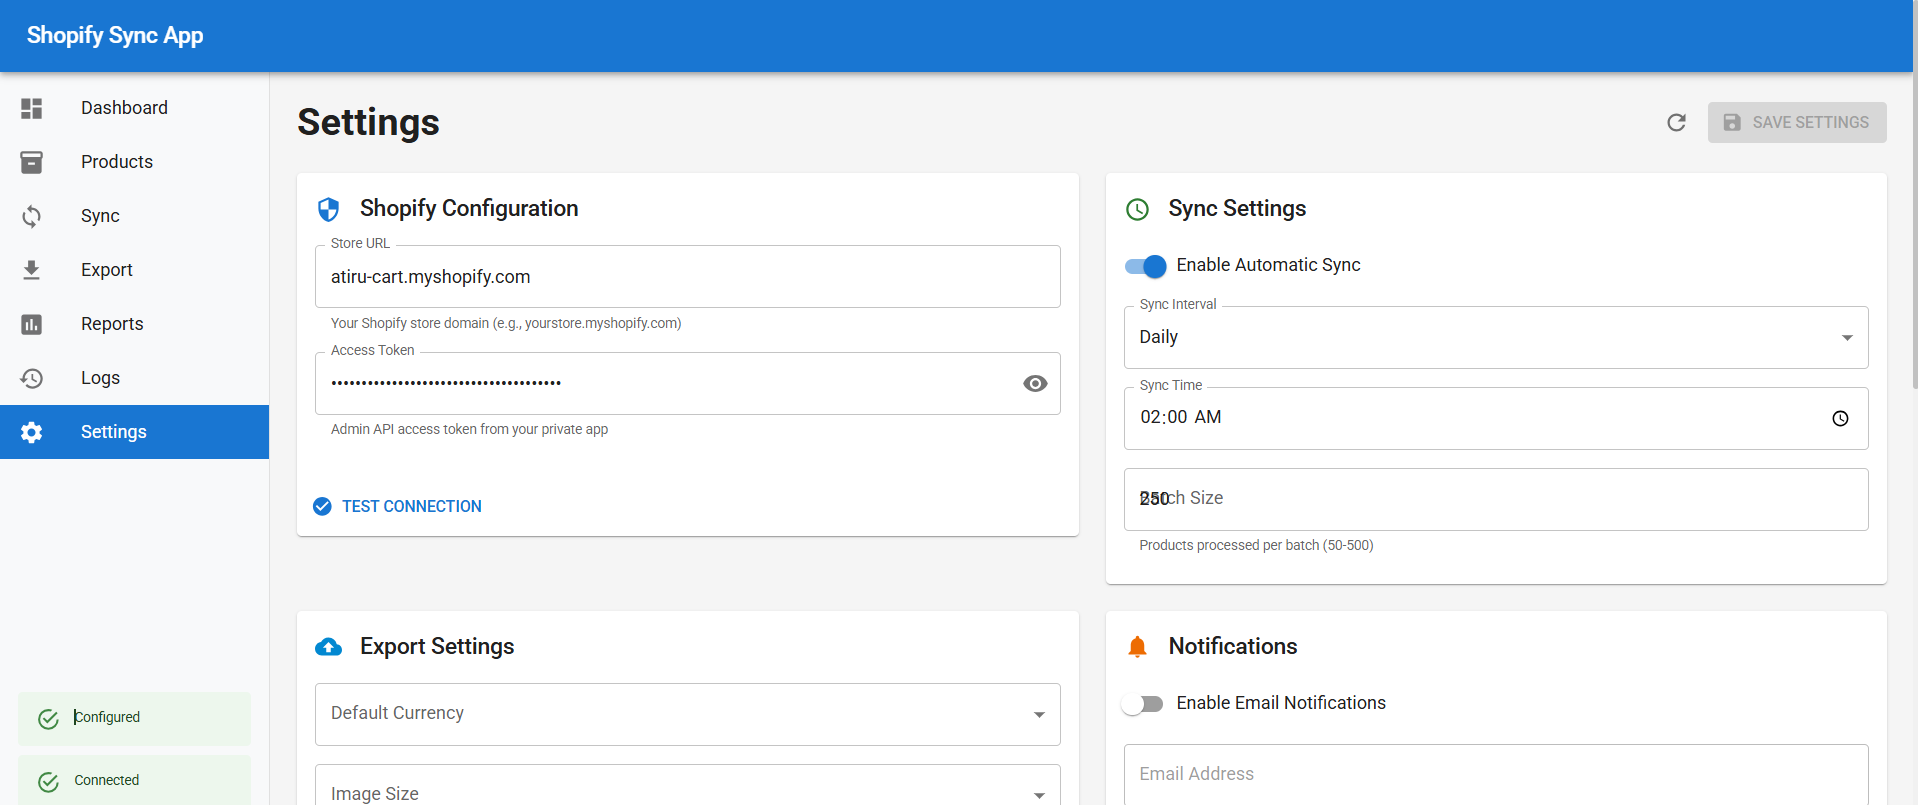 Shopify Sync App
Dashboard
Products
Sync
Export
Reports
Logs
Settings
Configured
Connected
Settings
SAVE SETTINGS
Shopify Configuration
Store URL
atiru-cart.myshopify.com
Your Shopify store domain (e.g., yourstore.myshopify.com)
Access Token
••••••••••••••••••••••••••••••••••••••
Admin API access token from your private app
TEST CONNECTION
Sync Settings
Enable Automatic Sync
Sync Interval
Daily
Sync Time
02:00 AM
Batch Size
250
Products processed per batch (50-500)
Export Settings
Default Currency
Image Size
Notifications
Enable Email Notifications
Email Address